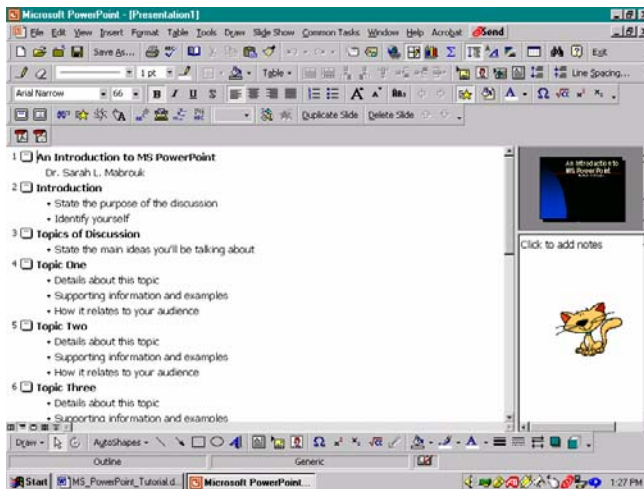 Microsoft PowerPoint - [Presentation1]
File Edit View Insert Format Tools Draw Slide Show Common Tasks Window Help Acrobat Send
Save As... Exit
1 pt Table Line Spacing...
Arial Narrow 66 B I U S
Duplicate Slide Delete Slide
1 An Introduction to MS PowerPoint
Dr. Sarah L. Mabrouk
2 Introduction
• State the purpose of the discussion
• Identify yourself
3 Topics of Discussion
• State the main ideas you'll be talking about
4 Topic One
• Details about this topic
• Supporting information and examples
• How it relates to your audience
5 Topic Two
• Details about this topic
• Supporting information and examples
• How it relates to your audience
6 Topic Three
• Details about this topic
• Supporting information and examples
An Introduction to
MS PowerPoint
Click to add notes
Draw AutoShapes
Outline Generic
Start MS_PowerPoint_Tutorial.d... Microsoft PowerPoint... 1:27 PM